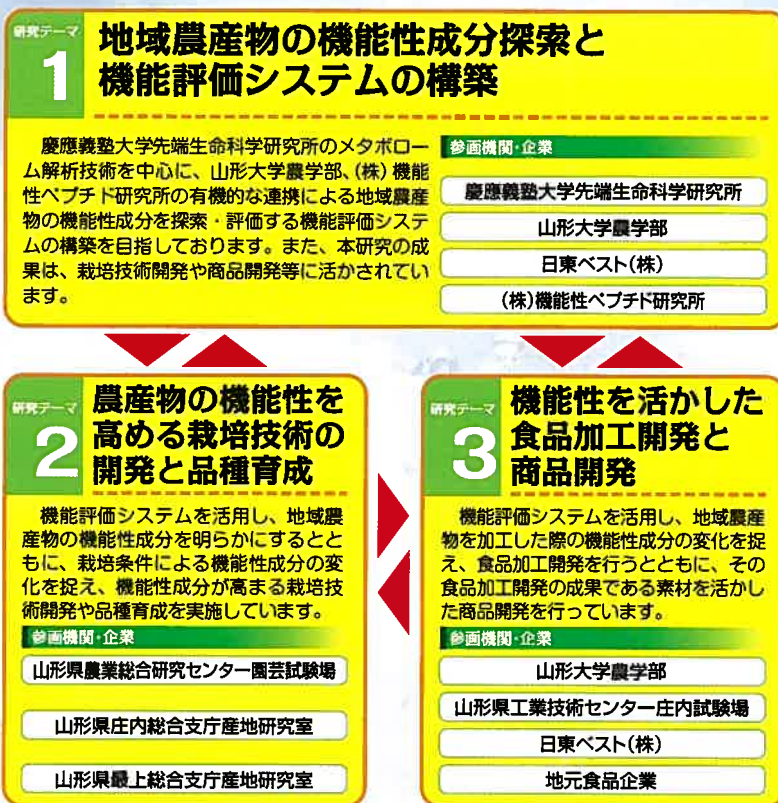 研究テーマ
1
地域農産物の機能性成分探索と
機能評価システムの構築
慶應義塾大学先端生命科学研究所のメタボロー
ム解析技術を中心に、山形大学農学部、(株)機能
性ペプチド研究所の有機的な連携による地域農産
物の機能性成分を探索・評価する機能評価システ
ムの構築を目指しております。また、本研究の成
果は、栽培技術開発や商品開発等に活かされてい
ます。
参画機関・企業
慶應義塾大学先端生命科学研究所
山形大学農学部
日東ベスト(株)
(株)機能性ペプチド研究所
研究テーマ
2
農産物の機能性を
高める栽培技術の
開発と品種育成
機能評価システムを活用し、地域農
産物の機能性成分を明らかにするとと
もに、栽培条件による機能性成分の変
化を捉え、機能性成分が高まる栽培技
術開発や品種育成を実施しています。
参画機関・企業
山形県農業総合研究センター園芸試験場
山形県庄内総合支庁産地研究室
山形県最上総合支庁産地研究室
研究テーマ
3
機能性を活かした
食品加工開発と
商品開発
機能評価システムを活用し、地域農産
物を加工した際の機能性成分の変化を捉
え、食品加工開発を行うとともに、その
食品加工開発の成果である素材を活かし
た商品開発を行っています。
参画機関・企業
山形大学農学部
山形県工業技術センター庄内試験場
日東ベスト(株)
地元食品企業